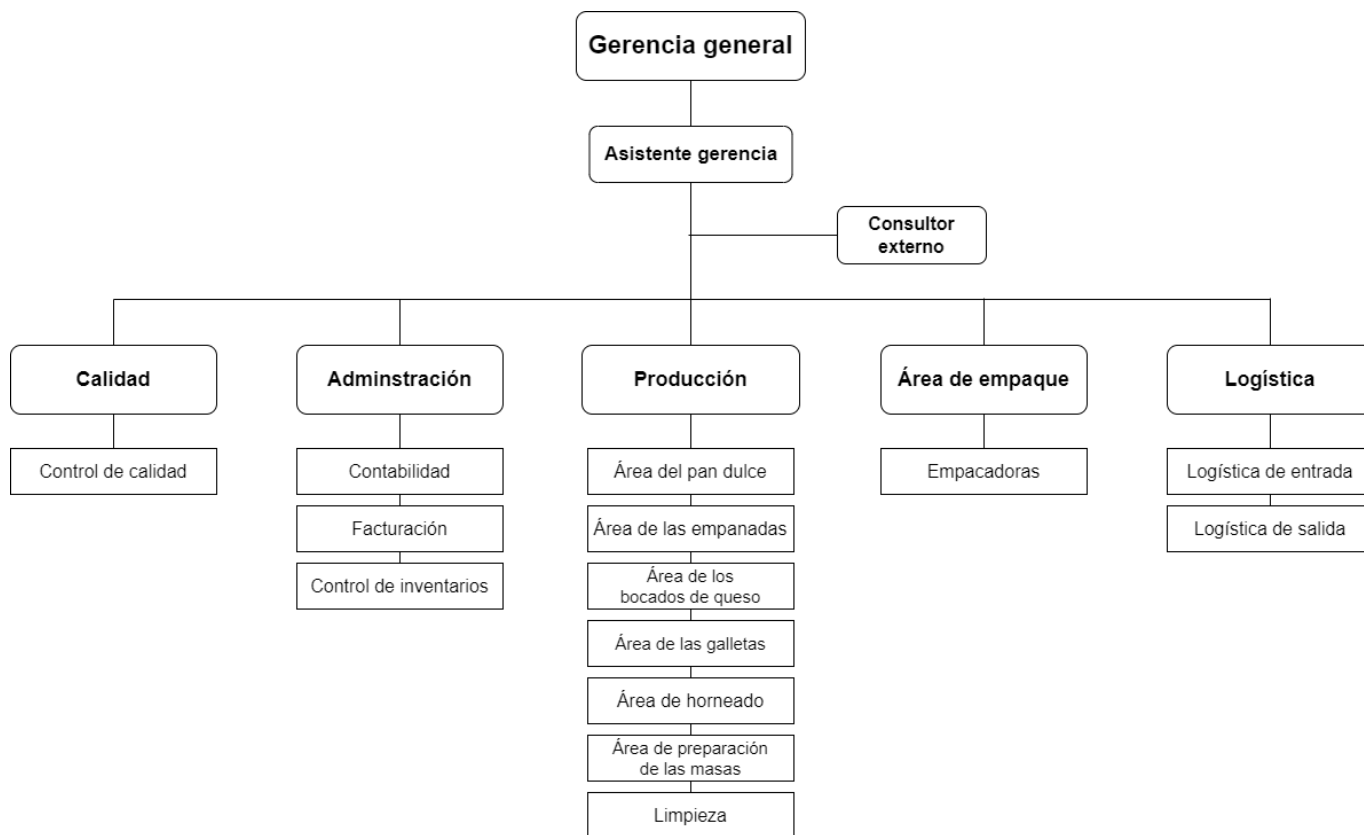 Gerencia general
Asistente gerencia
Consultor
externo
Calidad
Adminstración
Producción
Área de empaque
Logística
Control de calidad
Contabilidad
Área del pan dulce
Empacadoras
Logística de entrada
Facturación
Área de las empanadas
Logística de salida
Control de inventarios
Área de los
bocados de queso
Área de las galletas
Área de horneado
Área de preparación
de las masas
Limpieza